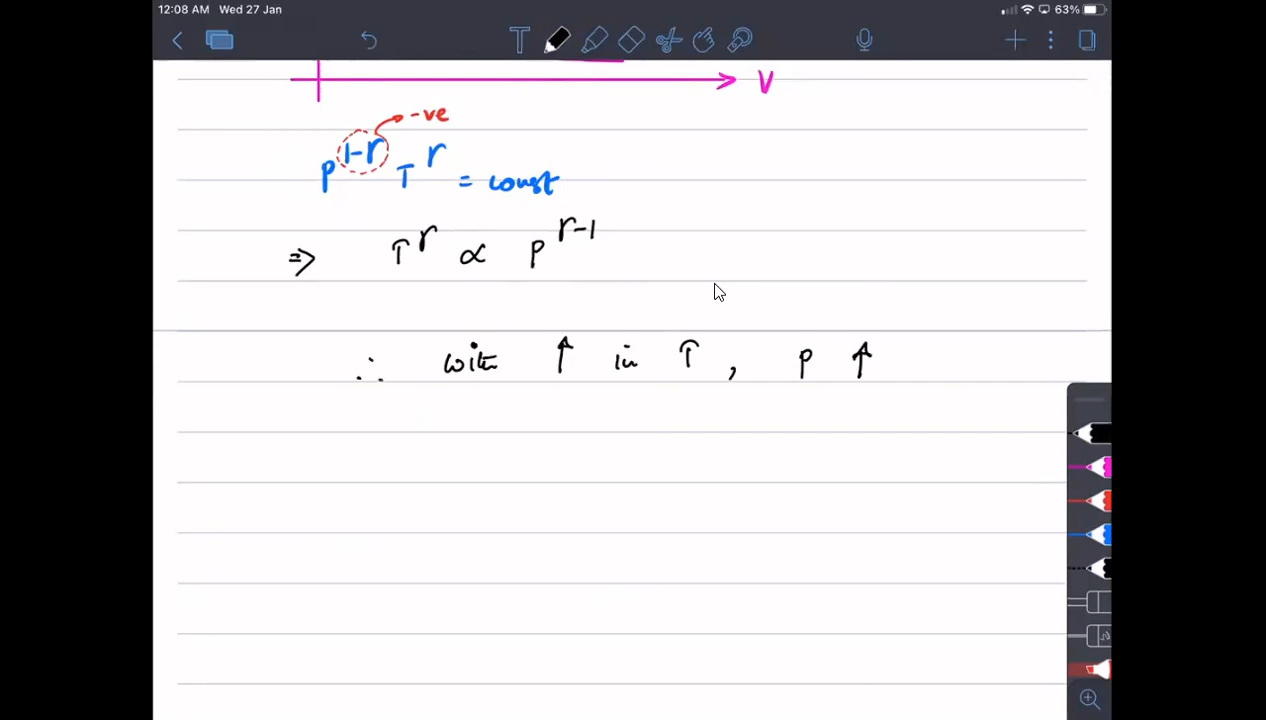 12:08 AM Wed 27 Jan 63%
T
V
-ve
P^{1-r} T^r = const
⇒ T^r ∝ P^{r-1}
∴ with ↑ in T, P ↑